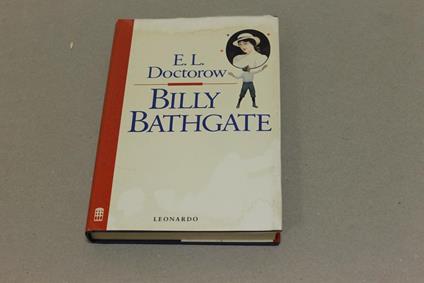 E. L.
Doctorow
BILLY
BATHGATE
LEONARDO